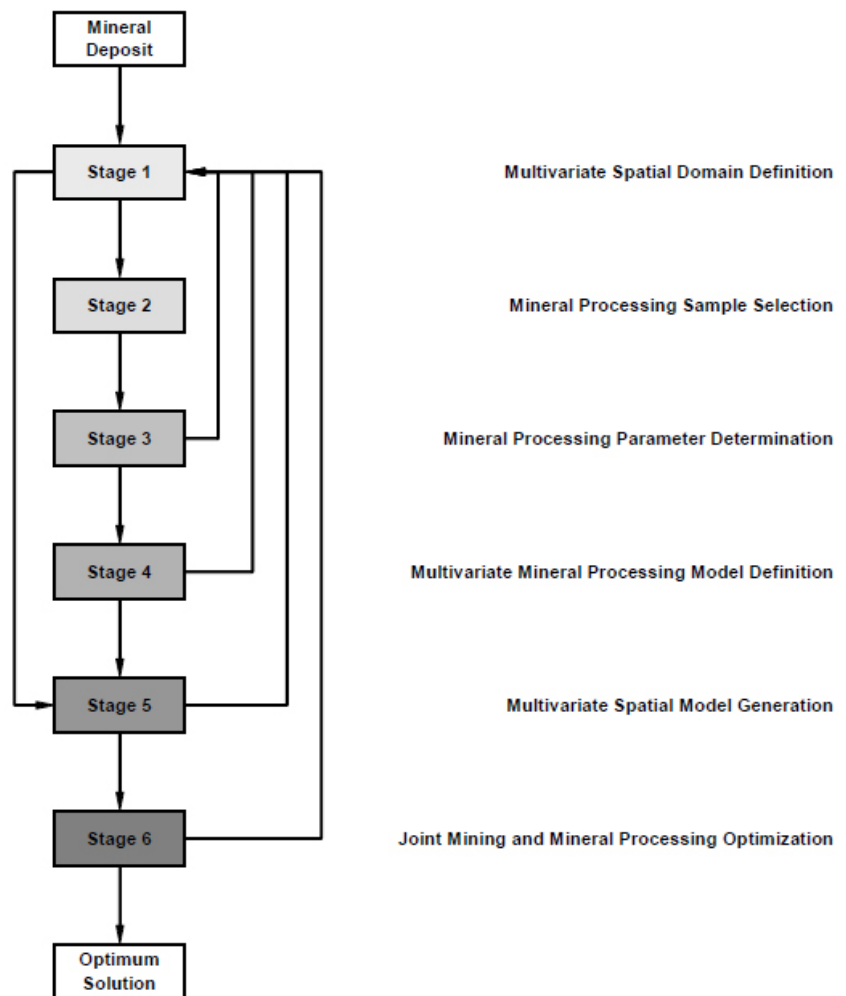 Mineral
Deposit
Stage 1
Multivariate Spatial Domain Definition
Stage 2
Mineral Processing Sample Selection
Stage 3
Mineral Processing Parameter Determination
Stage 4
Multivariate Mineral Processing Model Definition
Stage 5
Multivariate Spatial Model Generation
Stage 6
Joint Mining and Mineral Processing Optimization
Optimum
Solution